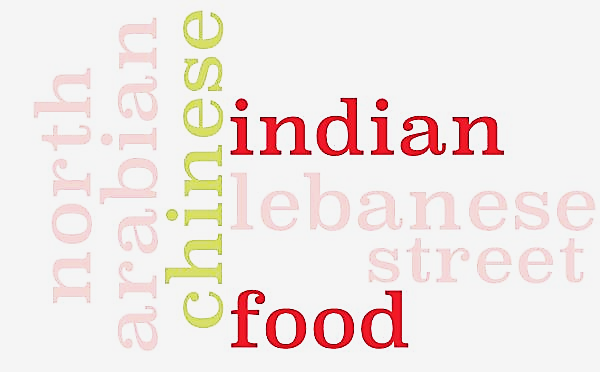 north
arabian
chinese
indian
lebanese
street
food